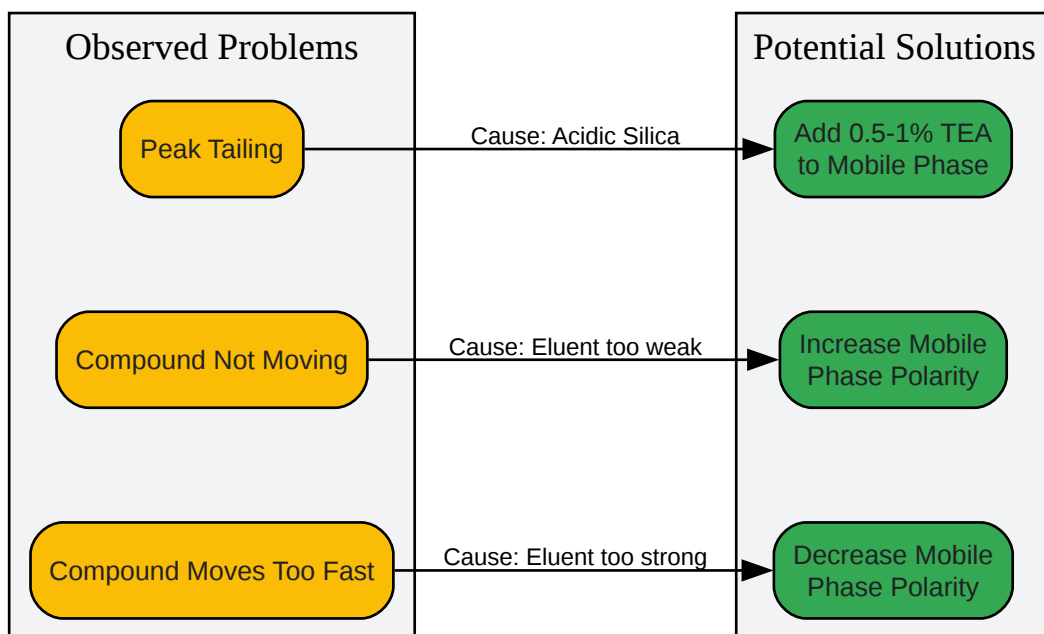 Observed Problems
Potential Solutions
Peak Tailing
Cause: Acidic Silica
Add 0.5-1% TEA
to Mobile Phase
Compound Not Moving
Cause: Eluent too weak
Increase Mobile
Phase Polarity
Compound Moves Too Fast
Cause: Eluent too strong
Decrease Mobile
Phase Polarity